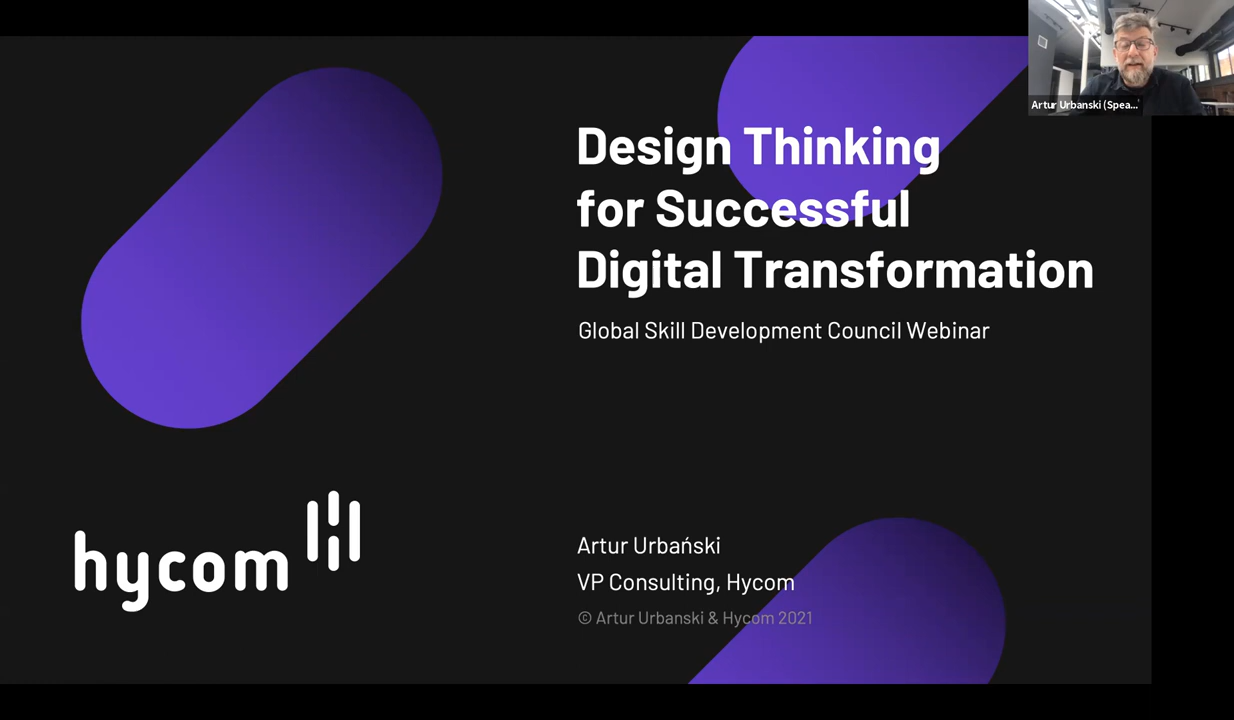 Artur Urbanski (Spea...
Design Thinking
for Successful
Digital Transformation
Global Skill Development Council Webinar
hycom
Artur Urbański
VP Consulting, Hycom
© Artur Urbanski & Hycom 2021